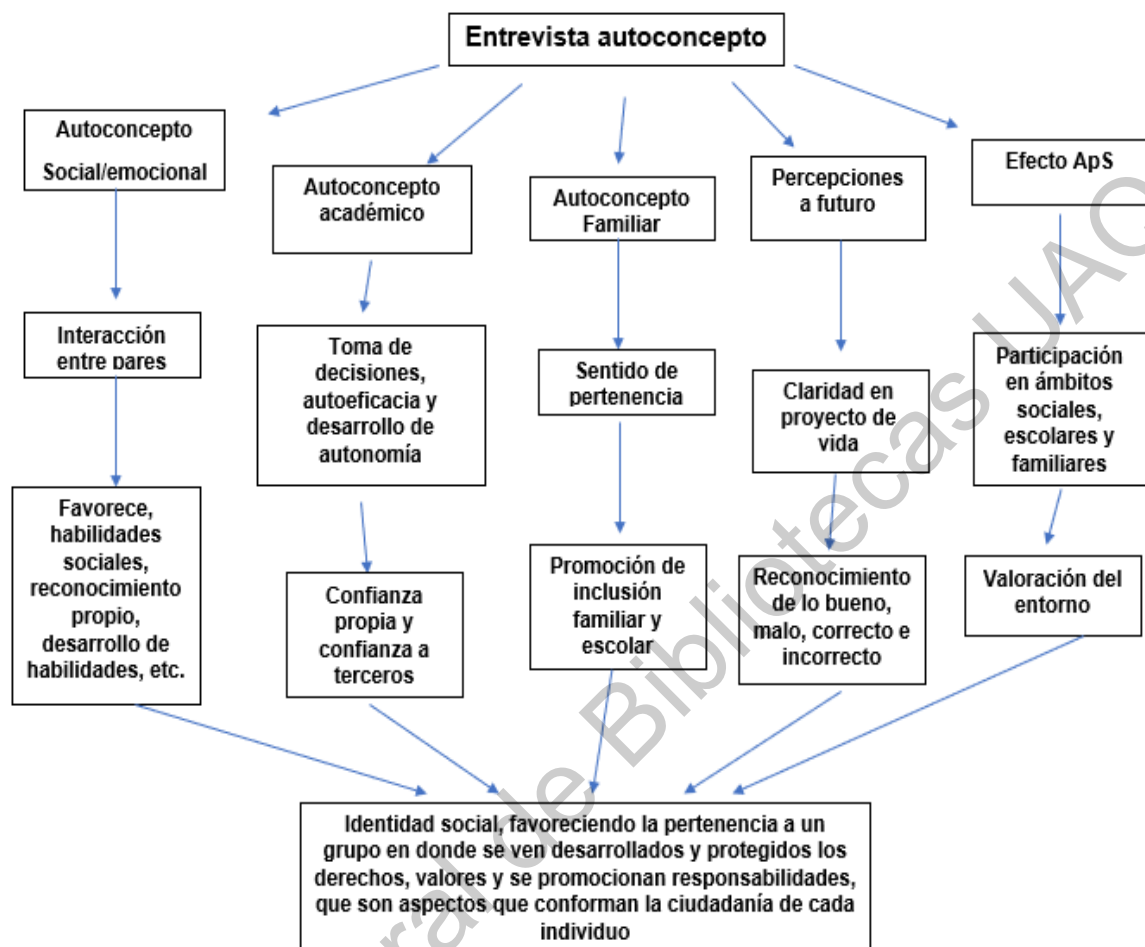 Entrevista autoconcepto
Autoconcepto
Social/emocional
Autoconcepto
académico
Autoconcepto
Familiar
Percepciones
a futuro
Efecto ApS
Interacción
entre pares
Toma de
decisiones,
autoeficacia y
desarrollo de
autonomía
Sentido de
pertenencia
Claridad en
proyecto de
vida
Participación
en ámbitos
sociales,
escolares y
familiares
Favorece,
habilidades
sociales,
reconocimiento
propio,
desarrollo de
habilidades, etc.
Confianza
propia y
confianza a
terceros
Promoción de
inclusión
familiar y
escolar
Reconocimiento
de lo bueno,
malo, correcto e
incorrecto
Valoración del
entorno
Identidad social, favoreciendo la pertenencia a un
grupo en donde se ven desarrollados y protegidos los
derechos, valores y se promocionan responsabilidades,
que son aspectos que conforman la ciudadanía de cada
individuo
ral de Bibliotecas UAQ